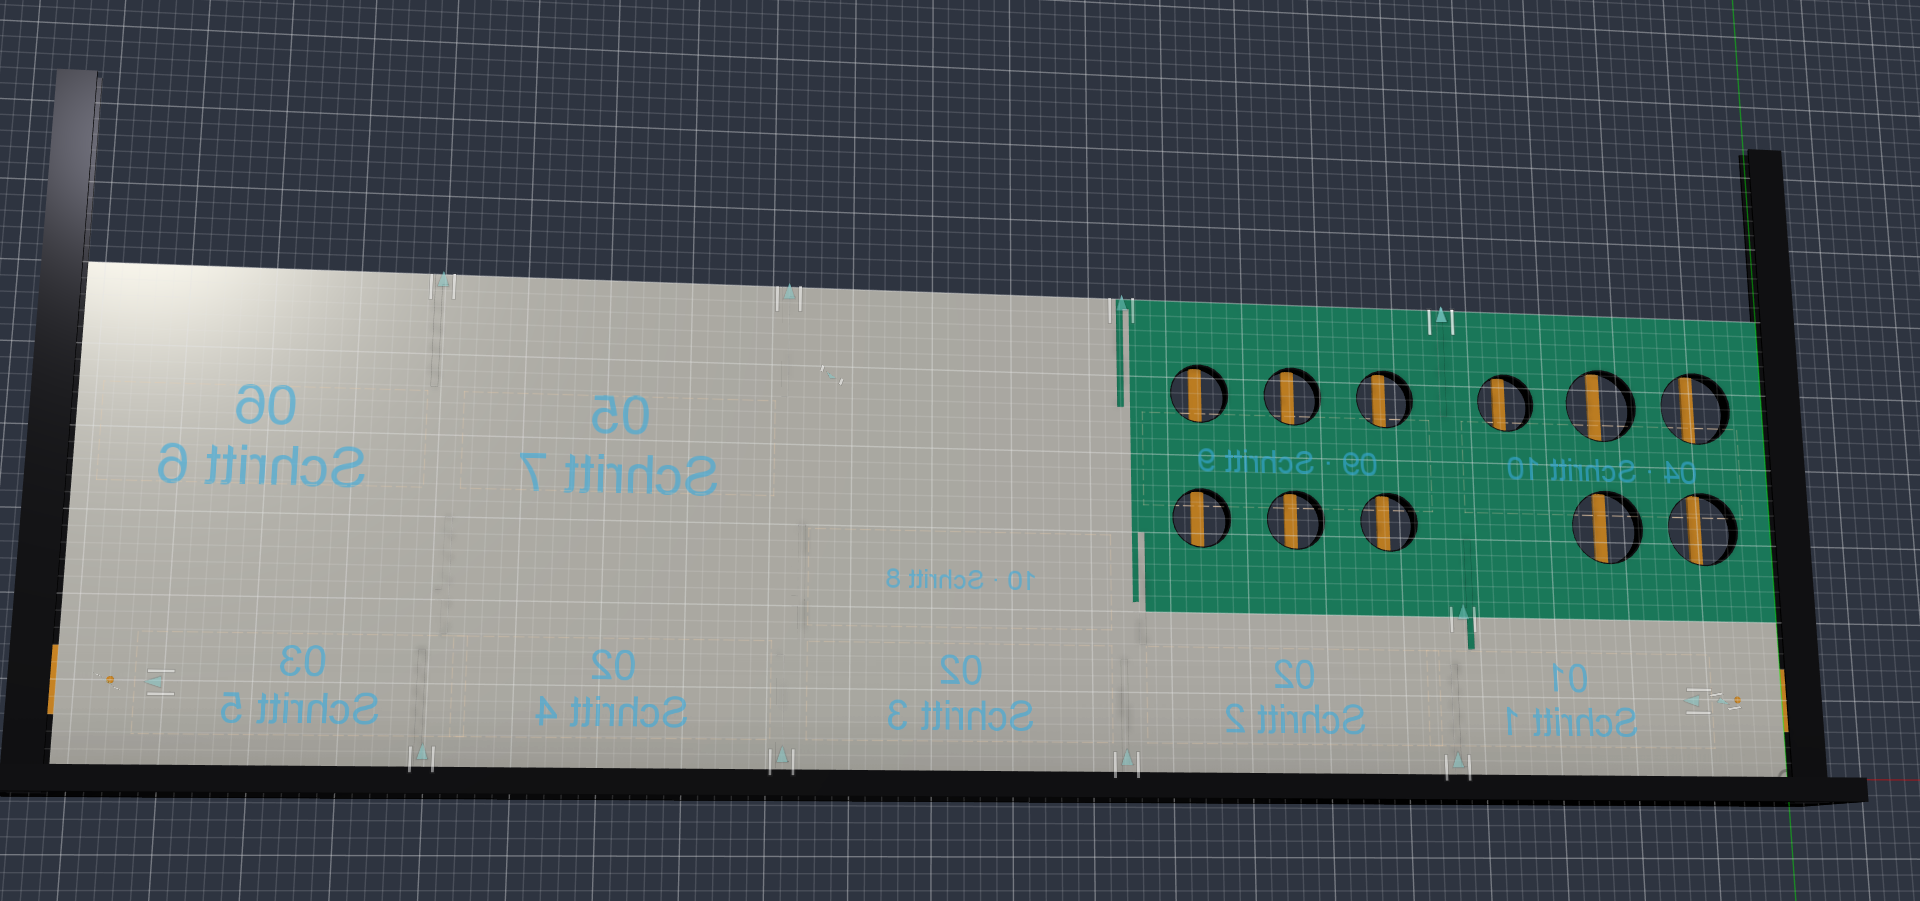 06
Schritt 6
05
Schritt 7
09 · Schritt 9
04 · Schritt 10
10 · Schritt 8
03
Schritt 5
02
Schritt 4
02
Schritt 3
02
Schritt 2
01
Schritt 1